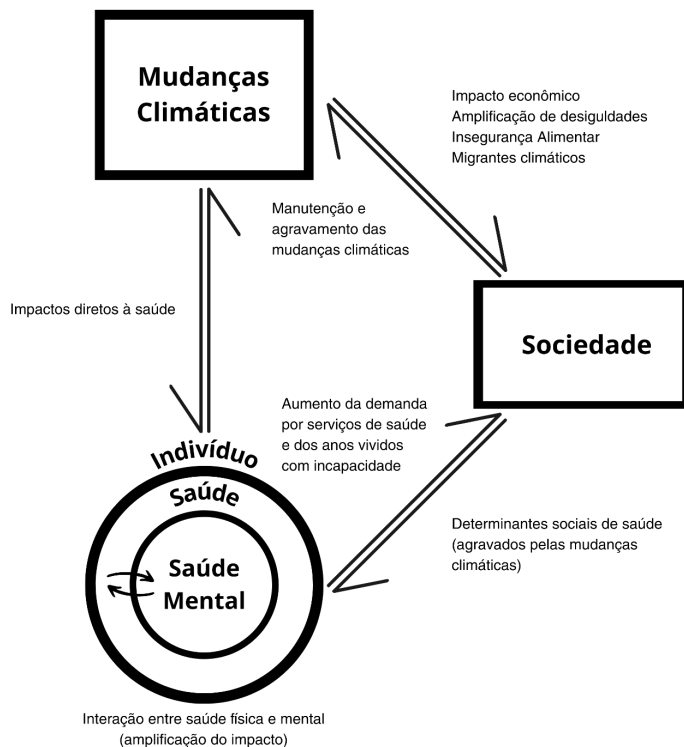 Mudanças
Climáticas
Impacto econômico
Amplificação de desiguldades
Insegurança Alimentar
Migrantes climáticos
Manutenção e
agravamento das
mudanças climáticas
Impactos diretos à saúde
Sociedade
Aumento da demanda
por serviços de saúde
e dos anos vividos
com incapacidade
Indivíduo
Saúde
Saúde
Mental
Determinantes sociais de saúde
(agravados pelas mudanças
climáticas)
Interação entre saúde física e mental
(amplificação do impacto)